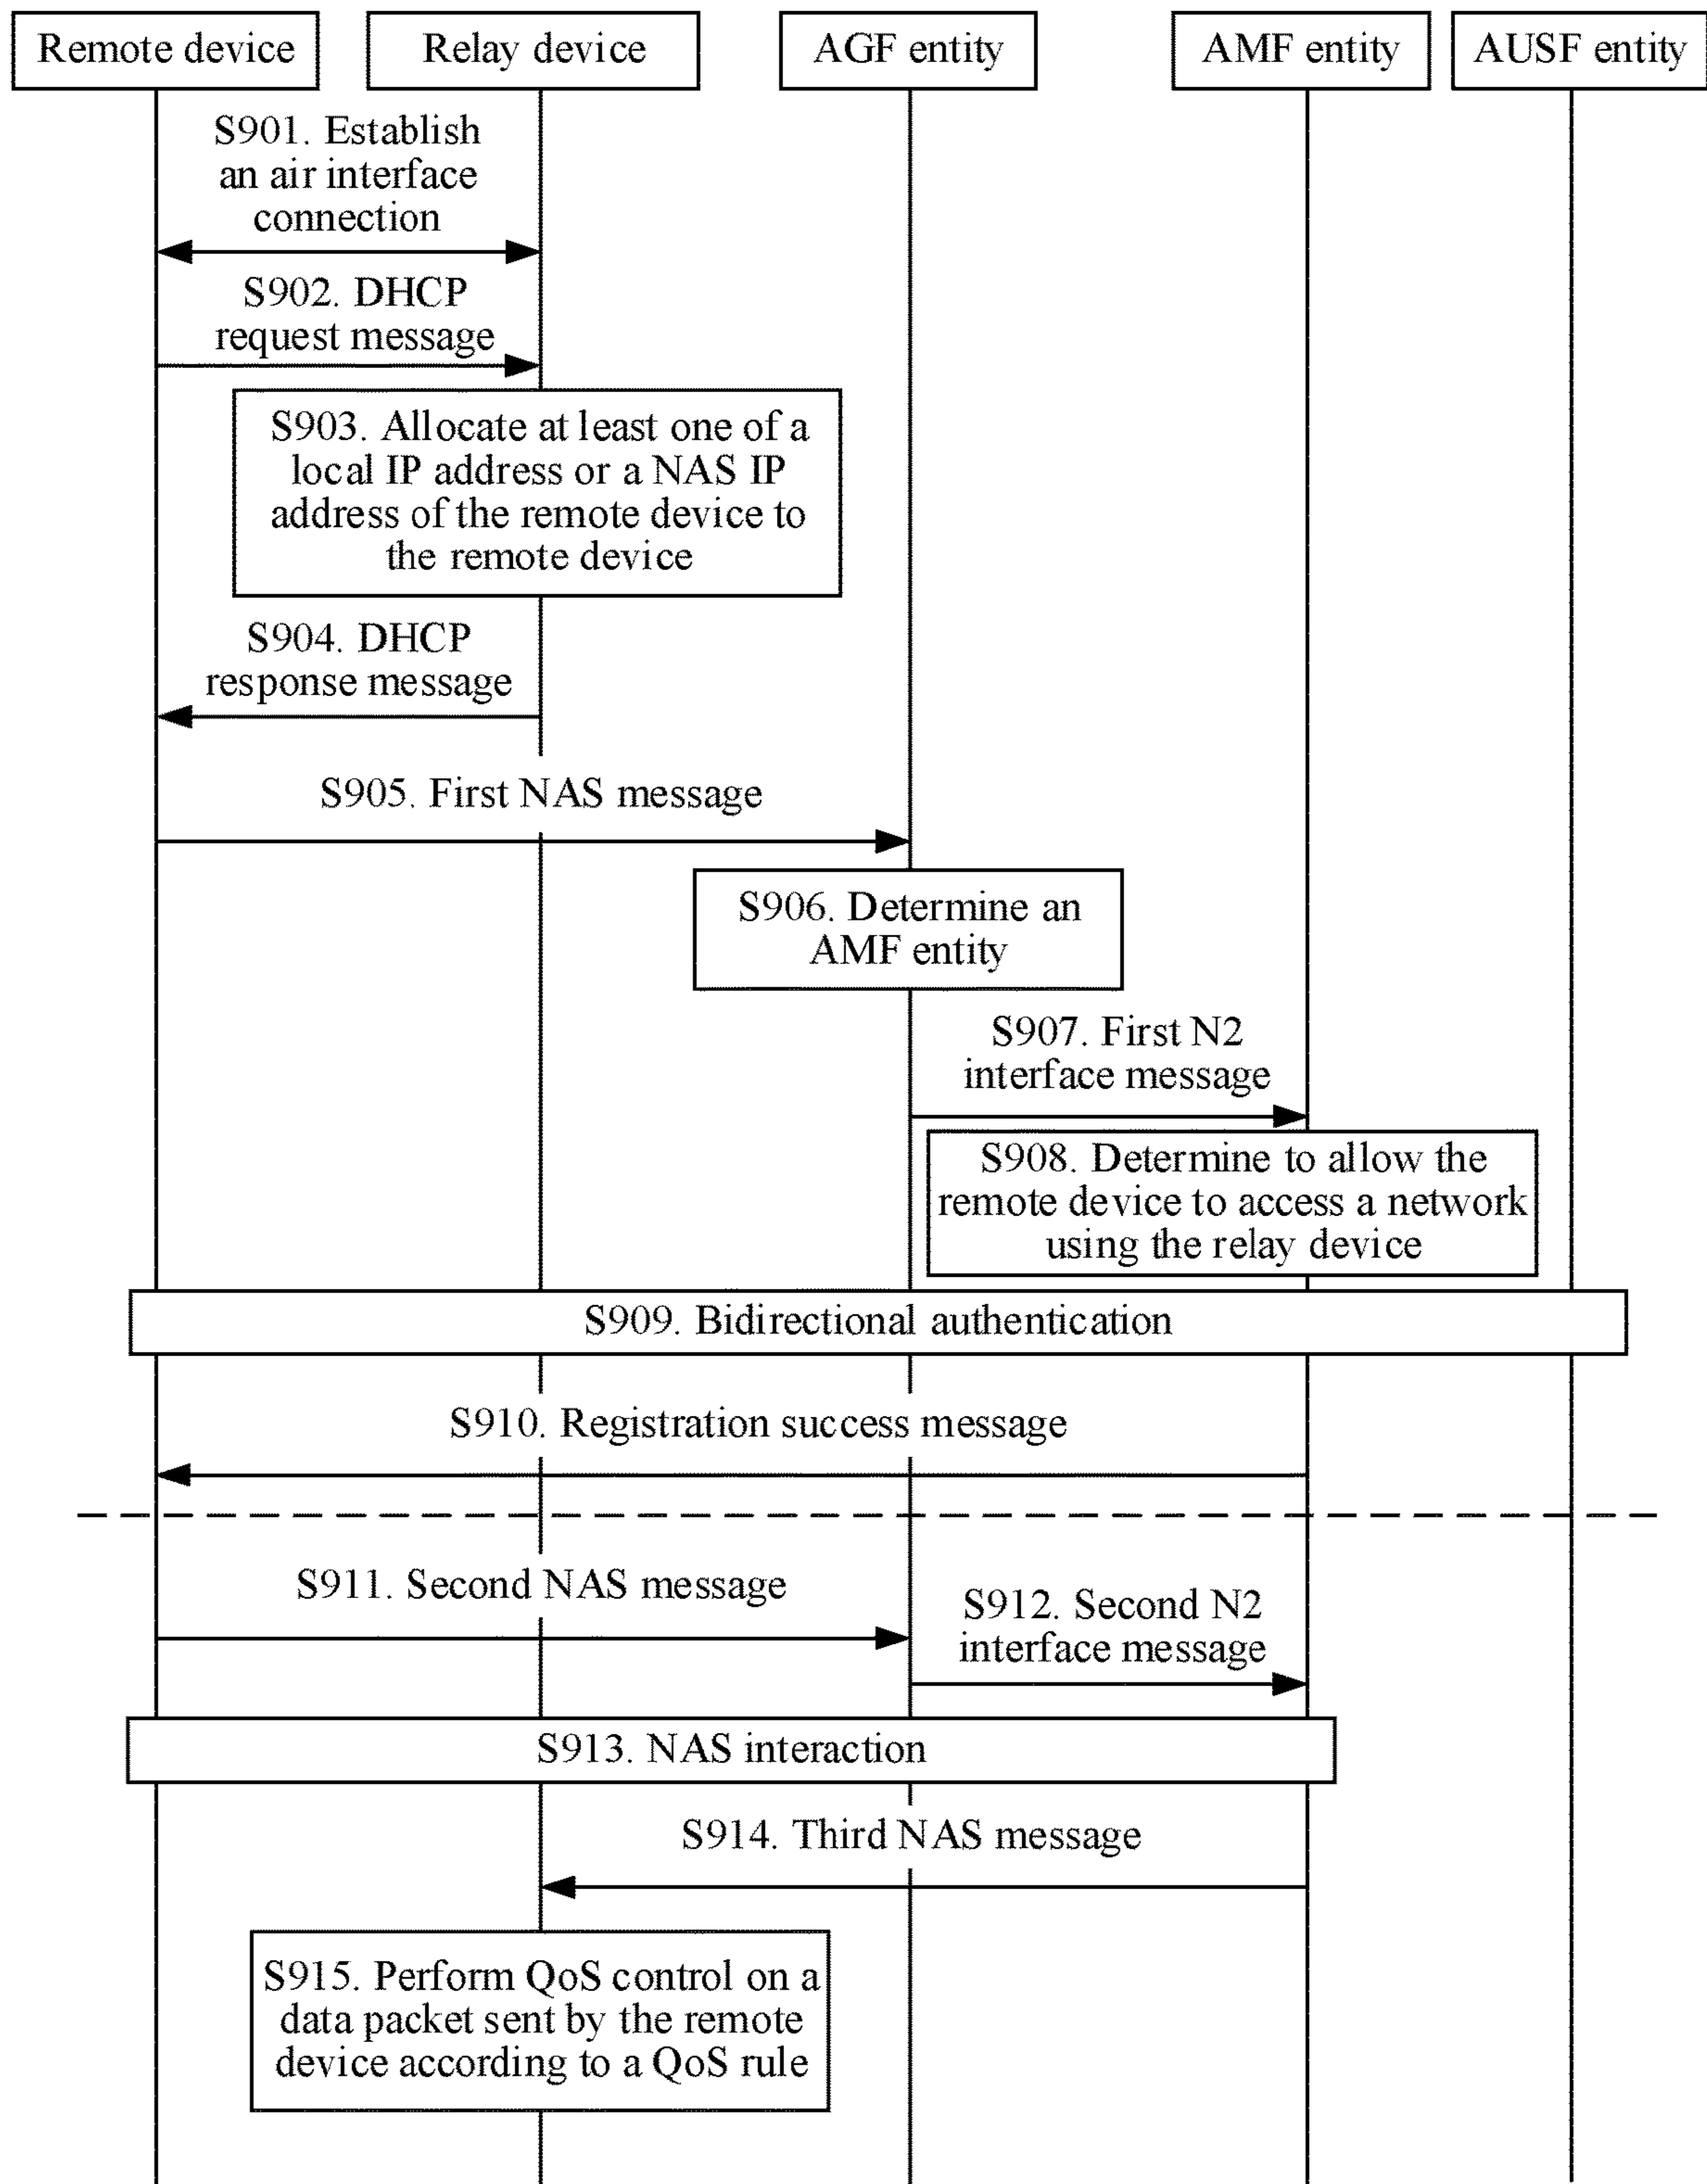 Remote device
Relay device
AGF entity
AMF entity
AUSF entity
S901. Establish
an air interface
connection
S902. DHCP
request message
S903. Allocate at least one of a
local IP address or a NAS IP
address of the remote device to
the remote device
S904. DHCP
response message
S905. First NAS message
S906. Determine an
AMF entity
S907. First N2
interface message
S908. Determine to allow the
remote device to access a network
using the relay device
S909. Bidirectional authentication
S910. Registration success message
S911. Second NAS message
S912. Second N2
interface message
S913. NAS interaction
S914. Third NAS message
S915. Perform QoS control on a
data packet sent by the remote
device according to a QoS rule